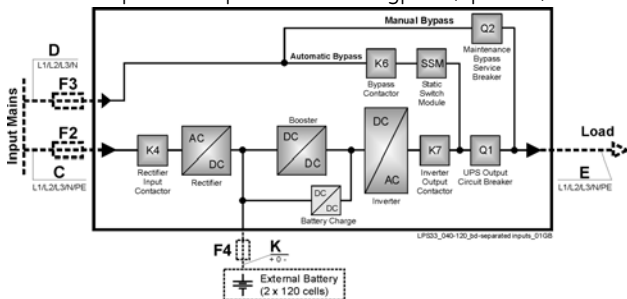 Manual Bypass
Q2
Maintenance
Bypass
Service
Breaker
D
L1/L2/L3/N
Automatic Bypass
K6
SSM
Bypass
Contactor
Static
Switch
Module
F3
Input Mains
F2
C
L1/L2/L3/N/PE
K4
Rectifier
Input
Contactor
AC
DC
Rectifier
Booster
DC
DC
DC
DC
Battery Charge
DC
AC
Inverter
K7
Inverter
Output
Contactor
Q1
UPS Output
Circuit Breaker
Load
E
L1/L2/L3/N/PE
LPS33_040-120_bd-separated inputs_01GB
F4
K
+ 0 -
External Battery
(2 x 120 cells)